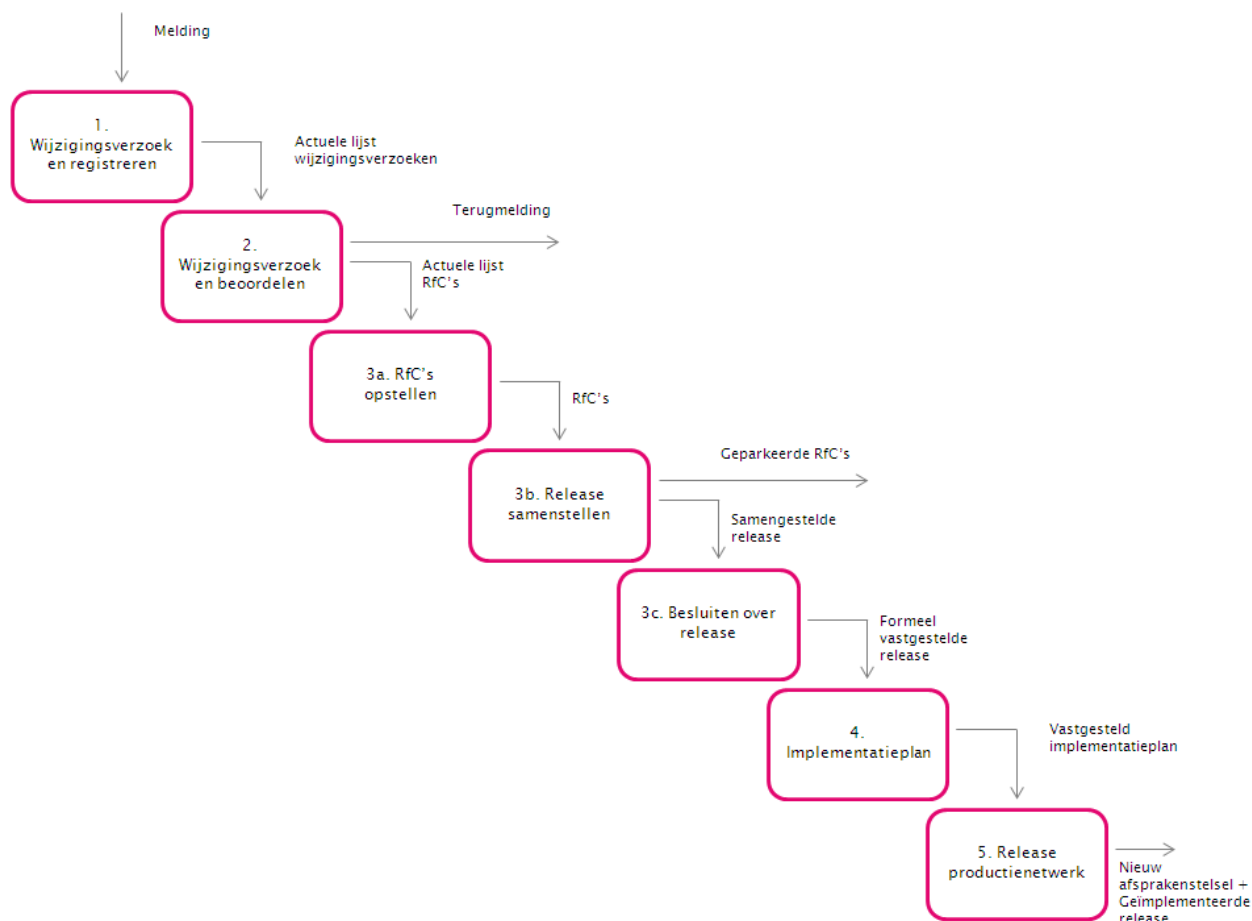 Melding
1.
Wijzigingsverzoek
en registreren
Actuele lijst
wijzigingsverzoeken
2.
Wijzigingsverzoek
en beoordelen
Terugmelding
Actuele lijst
RfC's
3a. RfC's
opstellen
RfC's
3b. Release
samenstellen
Geparkeerde RfC's
Samengestelde
release
3c. Besluiten over
release
Formeel
vastgestelde
release
4.
Implementatieplan
Vastgesteld
implementatieplan
5. Release
productienetwerk
Nieuw
afsprakenstelsel +
Geïmplementeerde
release